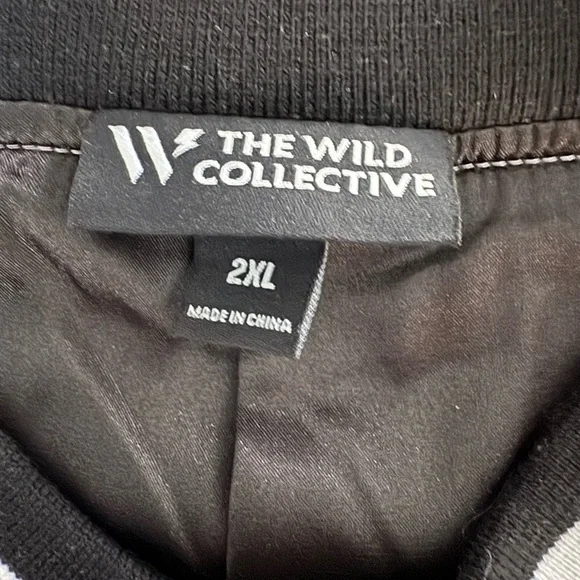 THE WILD
COLLECTIVE
2XL
MADE IN CHINA